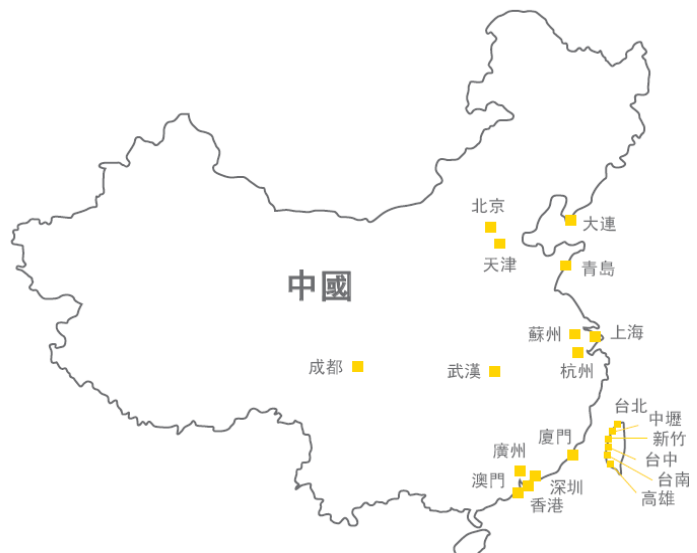 北京
大連
天津
青島
中國
蘇州
上海
杭州
成都
武漢
台北
中壢
新竹
台中
台南
高雄
廈門
廣州
深圳
澳門
香港